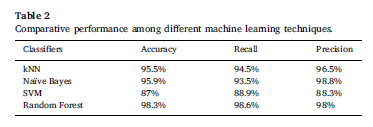 Table 2
Comparative performance among different machine learning techniques.
Classifiers Accuracy Recall Precision
kNN 95.5% 94.5% 96.5%
Naïve Bayes 95.9% 93.5% 98.8%
SVM 87% 88.9% 88.3%
Random Forest 98.3% 98.6% 98%